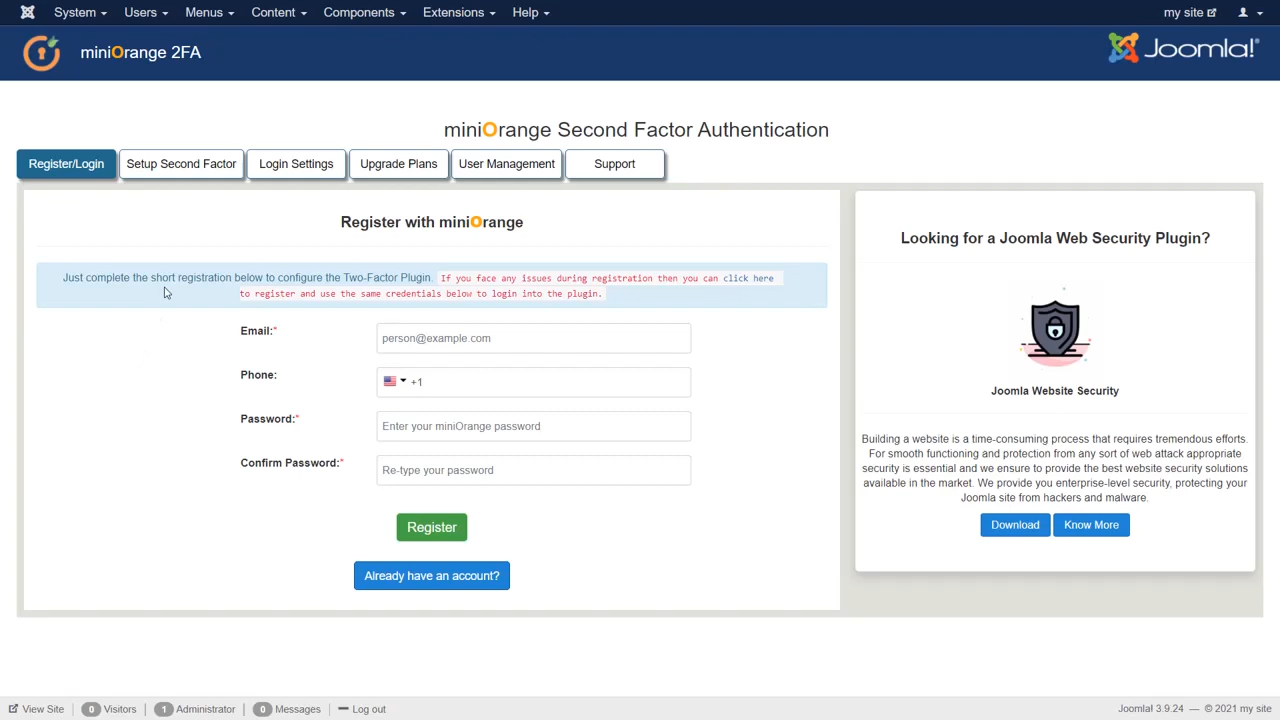 System Users Menus Content Components Extensions Help my site
miniOrange 2FA
Joomla!®
miniOrange Second Factor Authentication
Register/Login Setup Second Factor Login Settings Upgrade Plans User Management Support
Register with miniOrange
Just complete the short registration below to configure the Two-Factor Plugin. If you face any issues during registration then you can click here
to register and use the same credentials below to login into the plugin.
Email:*
person@example.com
Phone:
+1
Password:*
Enter your miniOrange password
Confirm Password:*
Re-type your password
Register
Already have an account?
Looking for a Joomla Web Security Plugin?
Joomla Website Security
Building a website is a time-consuming process that requires tremendous efforts.
For smooth functioning and protection from any sort of web attack appropriate
security is essential and we ensure to provide the best website security solutions
available in the market. We provide you enterprise-level security, protecting your
Joomla site from hackers and malware.
Download Know More
View Site 0 Visitors 1 Administrator 0 Messages Log out Joomla! 3.9.24 — © 2021 my site